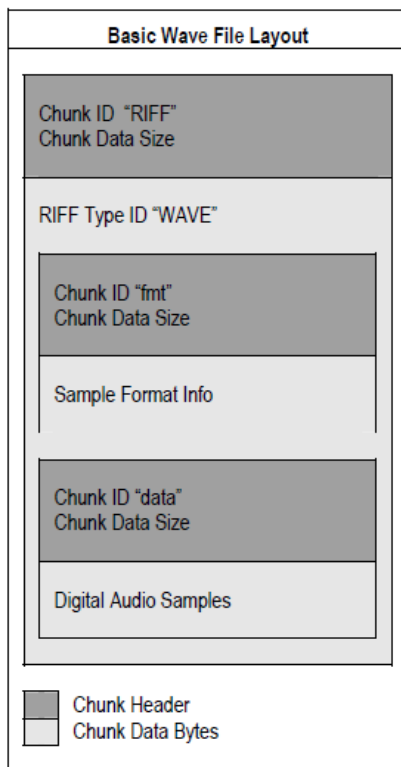 Basic Wave File Layout
Chunk ID “RIFF”
Chunk Data Size
RIFF Type ID “WAVE”
Chunk ID “fmt”
Chunk Data Size
Sample Format Info
Chunk ID “data”
Chunk Data Size
Digital Audio Samples
Chunk Header
Chunk Data Bytes